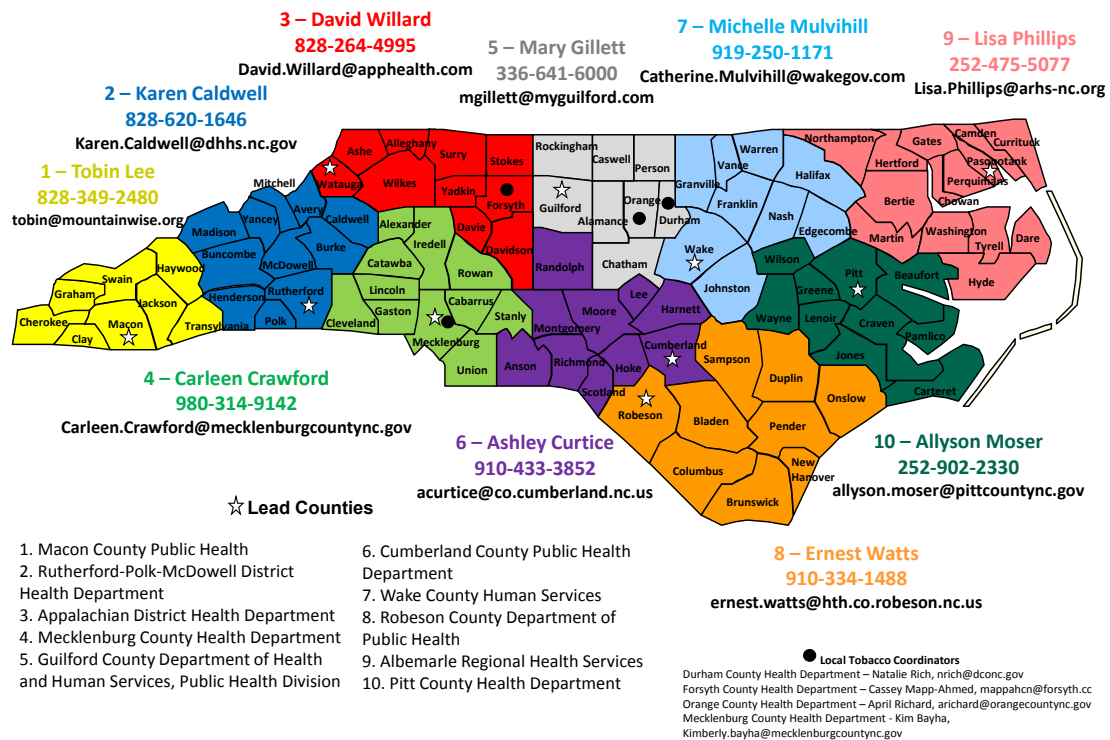 3 – David Willard
828-264-4995
David.Willard@apphealth.com
5 – Mary Gillett
336-641-6000
mgillett@myguilford.com
7 – Michelle Mulvihill
919-250-1171
Catherine.Mulvihill@wakegov.com
9 – Lisa Phillips
252-475-5077
Lisa.Phillips@arhs-nc.org
2 – Karen Caldwell
828-620-1646
Karen.Caldwell@dhhs.nc.gov
1 – Tobin Lee
828-349-2480
tobin@mountainwise.org
Cherokee
Graham
Swain
Clay
Macon
Jackson
Haywood
Transylvania
Madison
Buncombe
Henderson
Yancey
Mitchell
Avery
McDowell
Polk
Rutherford
Burke
Caldwell
Watauga
Ashe
Alleghany
Wilkes
Surry
Yadkin
Stokes
Forsyth
Davie
Davidson
Alexander
Iredell
Catawba
Lincoln
Gaston
Cleveland
Rowan
Cabarrus
Stanly
Mecklenburg
Union
Rockingham
Caswell
Person
Guilford
Alamance
Orange
Durham
Chatham
Randolph
Montgomery
Moore
Lee
Harnett
Anson
Richmond
Scotland
Hoke
Cumberland
Granville
Vance
Warren
Halifax
Franklin
Nash
Edgecombe
Wake
Johnston
Northampton
Hertford
Gates
Camden
Currituck
Pasquotank
Perquimans
Chowan
Bertie
Martin
Washington
Tyrell
Dare
Hyde
Wilson
Greene
Pitt
Beaufort
Wayne
Lenoir
Craven
Pamlico
Jones
Carteret
Sampson
Duplin
Onslow
Robeson
Bladen
Pender
Columbus
New
Hanover
Brunswick
4 – Carleen Crawford
980-314-9142
Carleen.Crawford@mecklenburgcountync.gov
6 – Ashley Curtice
910-433-3852
acurtice@co.cumberland.nc.us
10 – Allyson Moser
252-902-2330
allyson.moser@pittcountync.gov
8 – Ernest Watts
910-334-1488
ernest.watts@hth.co.robeson.nc.us
Lead Counties
1. Macon County Public Health
2. Rutherford-Polk-McDowell District
Health Department
3. Appalachian District Health Department
4. Mecklenburg County Health Department
5. Guilford County Department of Health
and Human Services, Public Health Division
6. Cumberland County Public Health
Department
7. Wake County Human Services
8. Robeson County Department of
Public Health
9. Albemarle Regional Health Services
10. Pitt County Health Department
Local Tobacco Coordinators
Durham County Health Department – Natalie Rich, nrich@dconc.gov
Forsyth County Health Department – Cassey Mapp-Ahmed, mappahcn@forsyth.cc
Orange County Health Department – April Richard, arichard@orangecountync.gov
Mecklenburg County Health Department - Kim Bayha,
Kimberly.bayha@mecklenburgcountync.gov